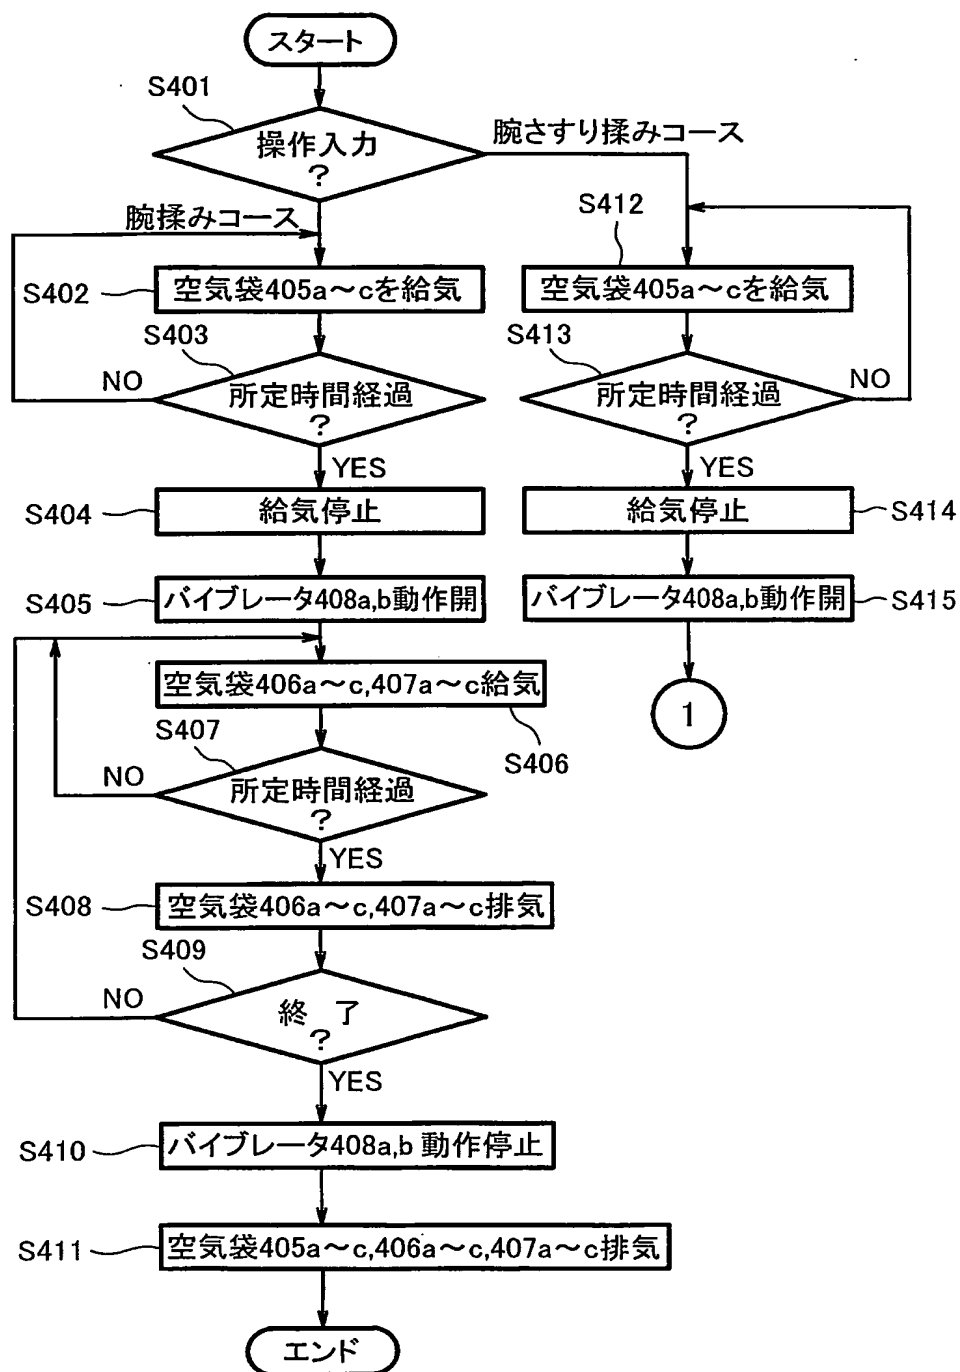 スタート
S401
操作入力
?
腕さすり揉みコース
腕揉みコース
S402
空気袋405a～cを給気
S403
所定時間経過
?
NO
YES
S404
給気停止
S405
バイブレータ408a,b動作開
空気袋406a～c,407a～c給気
S406
S407
所定時間経過
?
NO
YES
S408
空気袋406a～c,407a～c排気
S409
終 了
?
NO
YES
S410
バイブレータ408a,b 動作停止
S411
空気袋405a～c,406a～c,407a～c排気
エンド
S412
空気袋405a～cを給気
S413
所定時間経過
?
NO
YES
給気停止
S414
バイブレータ408a,b動作開
S415
1